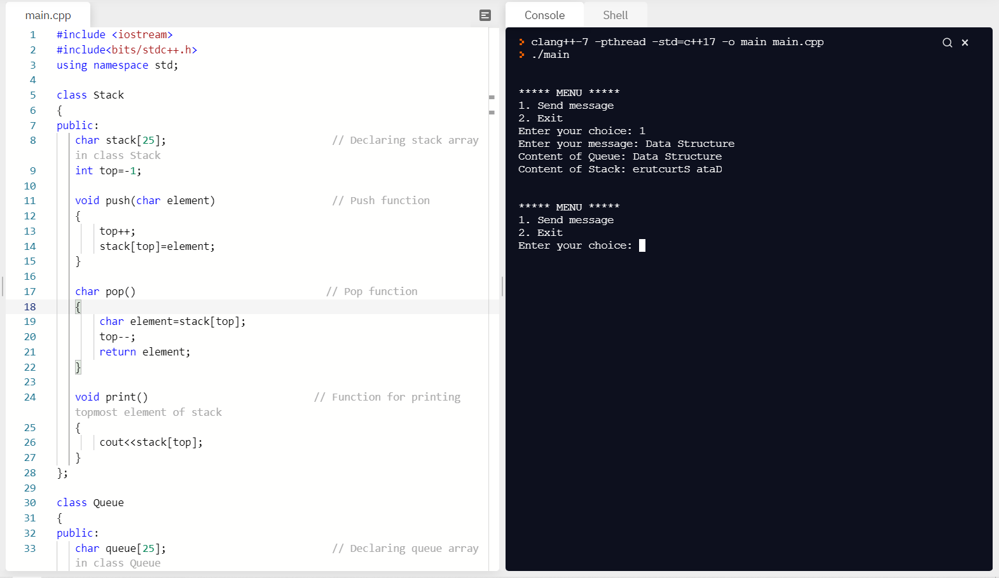 main.cpp
1 #include <iostream>
2 #include<bits/stdc++.h>
3 using namespace std;
4
5 class Stack
6 {
7 public:
8 char stack[25]; // Declaring stack array
in class Stack
9 int top=-1;
10
11 void push(char element) // Push function
12 {
13 top++;
14 stack[top]=element;
15 }
16
17 char pop() // Pop function
18 {
19 char element=stack[top];
20 top--;
21 return element;
22 }
23
24 void print() // Function for printing
topmost element of stack
25 {
26 cout<<stack[top];
27 }
28 };
29
30 class Queue
31 {
32 public:
33 char queue[25]; // Declaring queue array
in class Queue
Console Shell
> clang++-7 -pthread -std=c++17 -o main main.cpp
> ./main
***** MENU *****
1. Send message
2. Exit
Enter your choice: 1
Enter your message: Data Structure
Content of Queue: Data Structure
Content of Stack: erutcurtS ataD
***** MENU *****
1. Send message
2. Exit
Enter your choice: